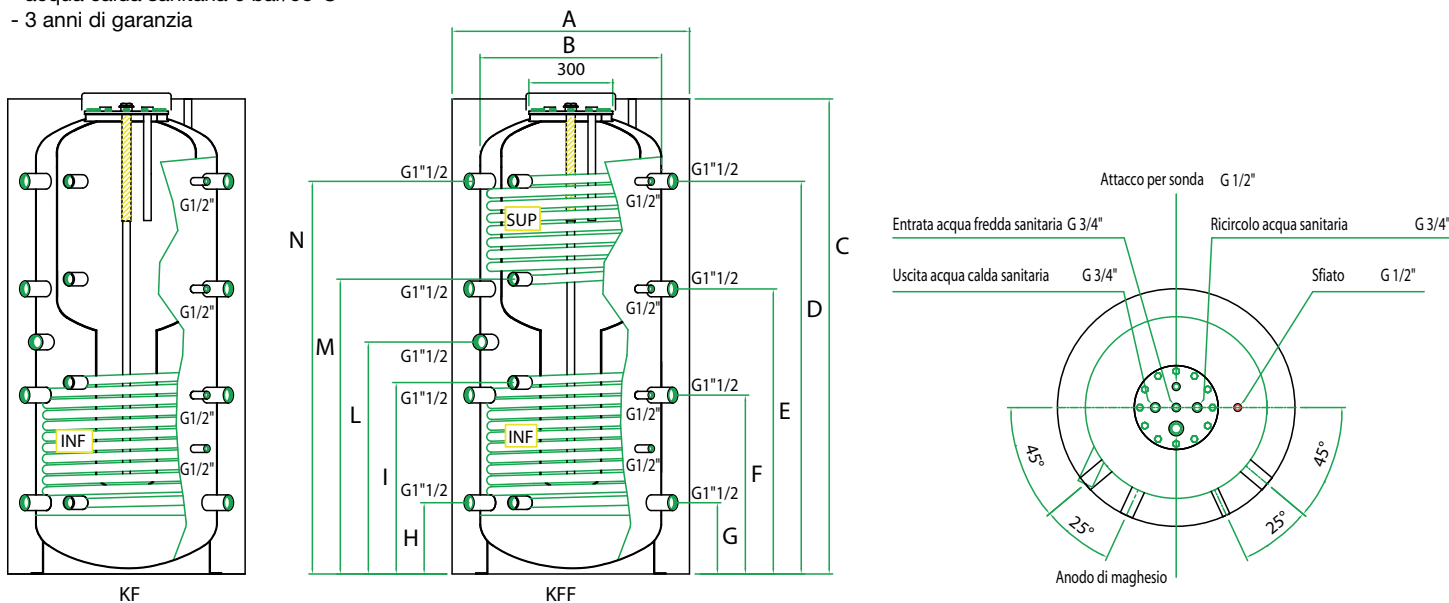 - 3 anni di garanzia
A
B
300
G1"1/2
G1"1/2
G1/2"
G1/2"
SUP
N
C
G1"1/2
G1"1/2
G1/2"
G1/2"
D
M
G1"1/2
G1"1/2
G1"1/2
G1/2"
G1/2"
E
L
INF
INF
G1/2"
G1/2"
I
F
G1"1/2
G1"1/2
H
G
KF
KFF
Attacco per sonda G 1/2"
Entrata acqua fredda sanitaria G 3/4"
Ricircolo acqua sanitaria G 3/4"
Uscita acqua calda sanitaria G 3/4"
Sfiato G 1/2"
45°
45°
25°
25°
Anodo di maghesio